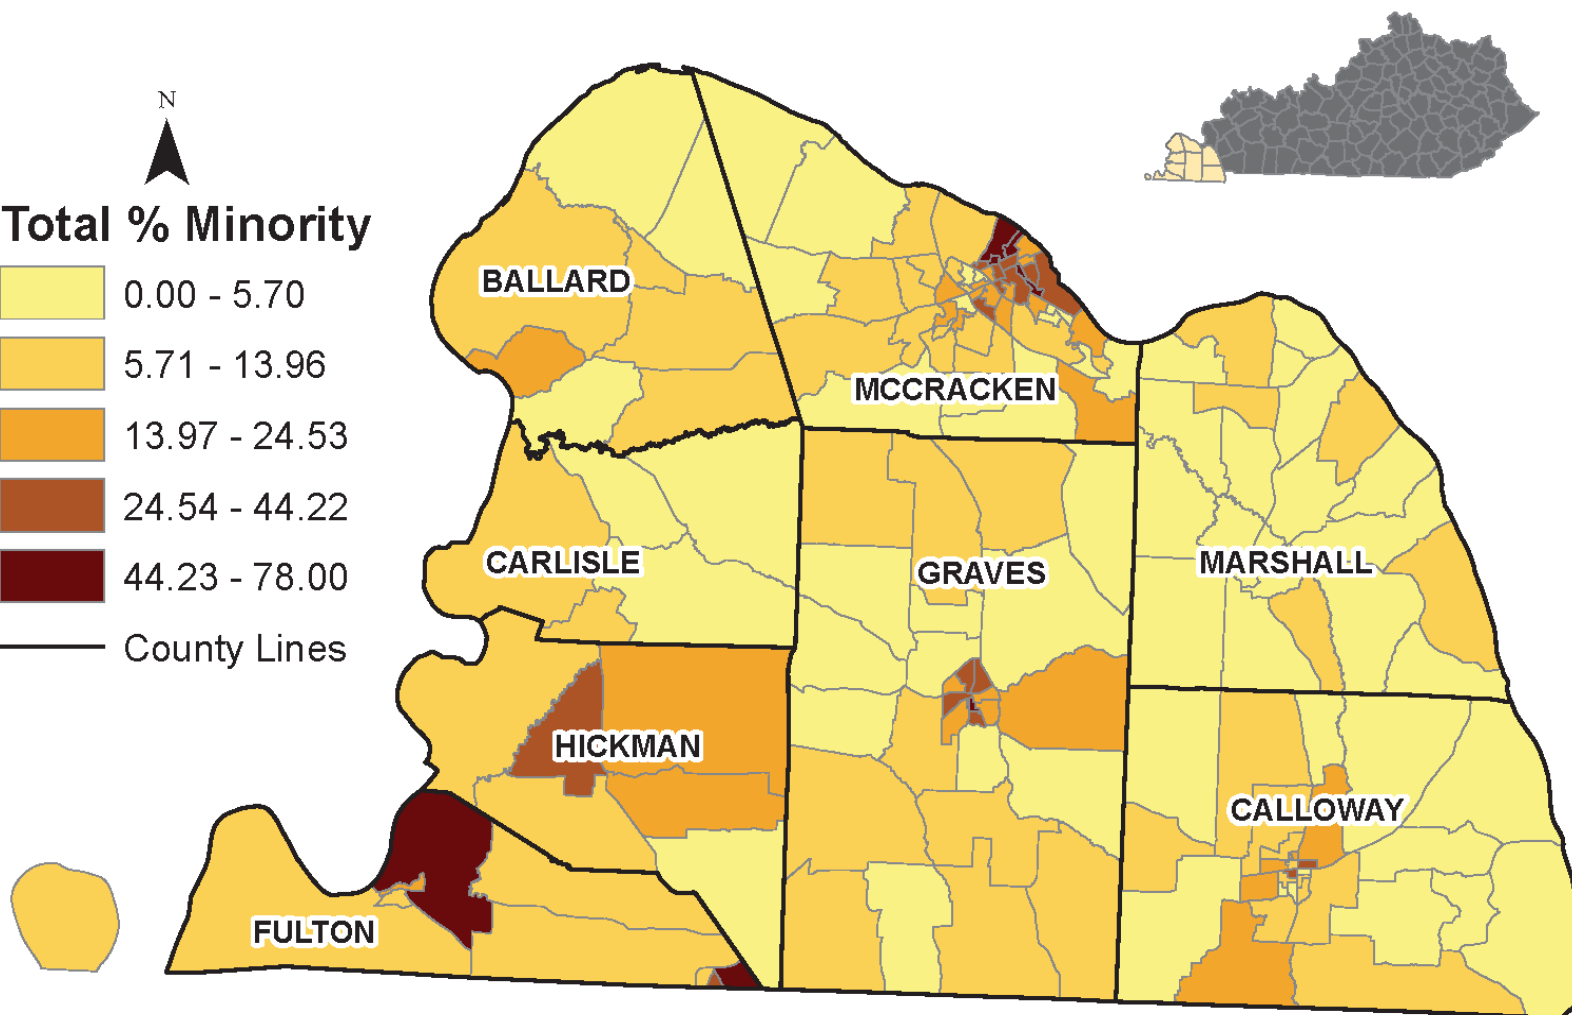 N
Total % Minority
0.00 - 5.70
5.71 - 13.96
13.97 - 24.53
24.54 - 44.22
44.23 - 78.00
County Lines
BALLARD
MCCRACKEN
CARLISLE
GRAVES
MARSHALL
HICKMAN
CALLOWAY
FULTON